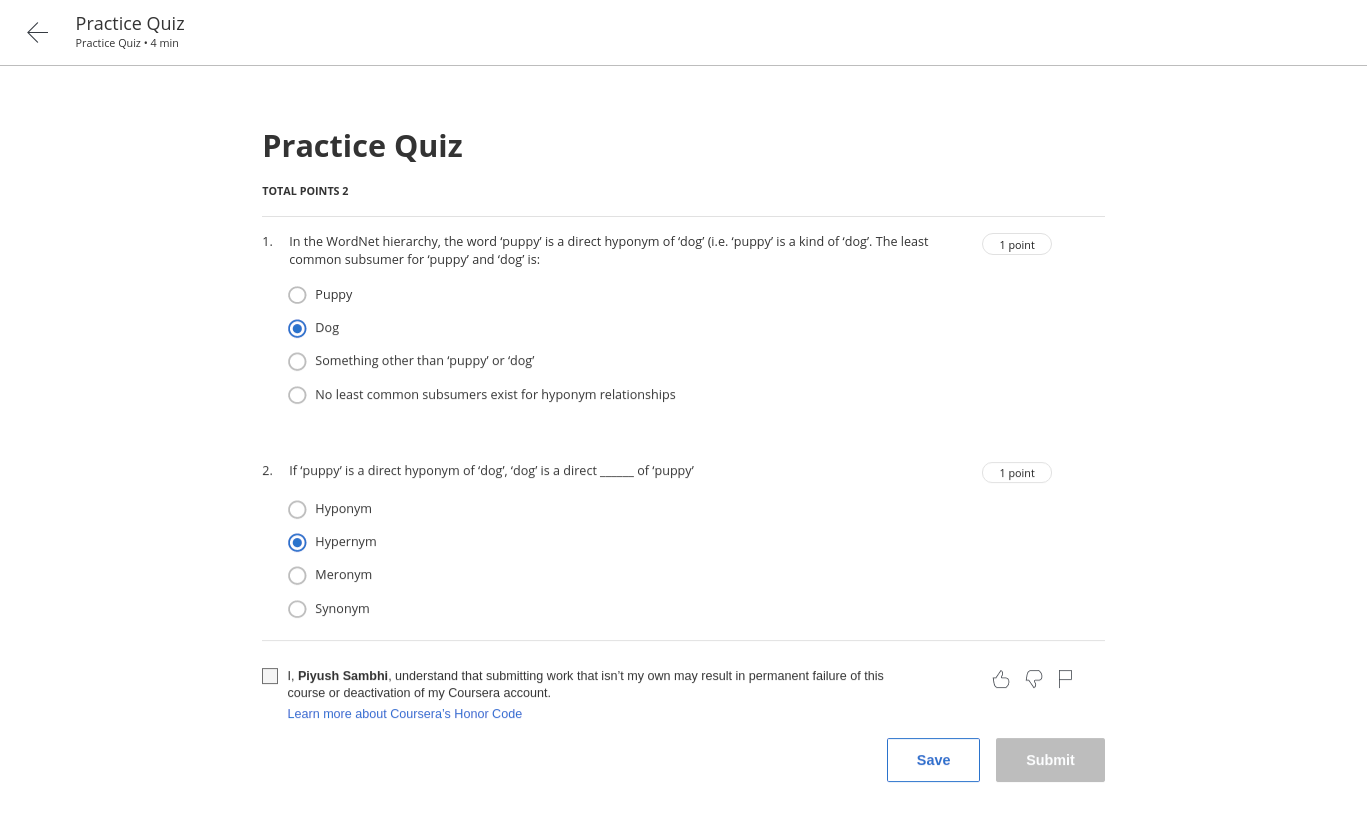 Practice Quiz
Practice Quiz • 4 min
Practice Quiz
TOTAL POINTS 2
1. In the WordNet hierarchy, the word ‘puppy’ is a direct hyponym of ‘dog’ (i.e. ‘puppy’ is a kind of ‘dog’. The least
common subsumer for ‘puppy’ and ‘dog’ is:
1 point
Puppy
Dog
Something other than ‘puppy’ or ‘dog’
No least common subsumers exist for hyponym relationships
2. If ‘puppy’ is a direct hyponym of ‘dog’, ‘dog’ is a direct ______ of ‘puppy’
1 point
Hyponym
Hypernym
Meronym
Synonym
I, Piyush Sambhi, understand that submitting work that isn’t my own may result in permanent failure of this
course or deactivation of my Coursera account.
Learn more about Coursera’s Honor Code
Save
Submit